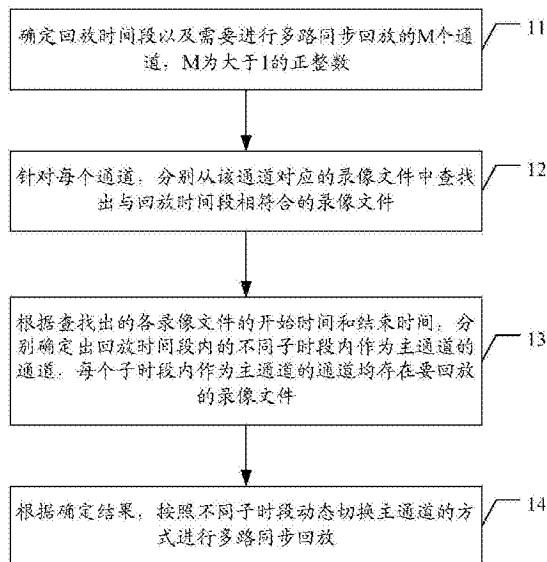 确定回放时间段以及需要进行多路同步回放的M个通
道，M为大于1的正整数
11
针对每个通道，分别从该通道对应的录像文件中查找
出与回放时间段相符合的录像文件
12
根据查找出的各录像文件的开始时间和结束时间，分
别确定出回放时间段内的不同子时段内作为主通道的
通道，每个子时段内作为主通道的通道均存在要回放
的录像文件
13
根据确定结果，按照不同子时段动态切换主通道的方
式进行多路同步回放
14